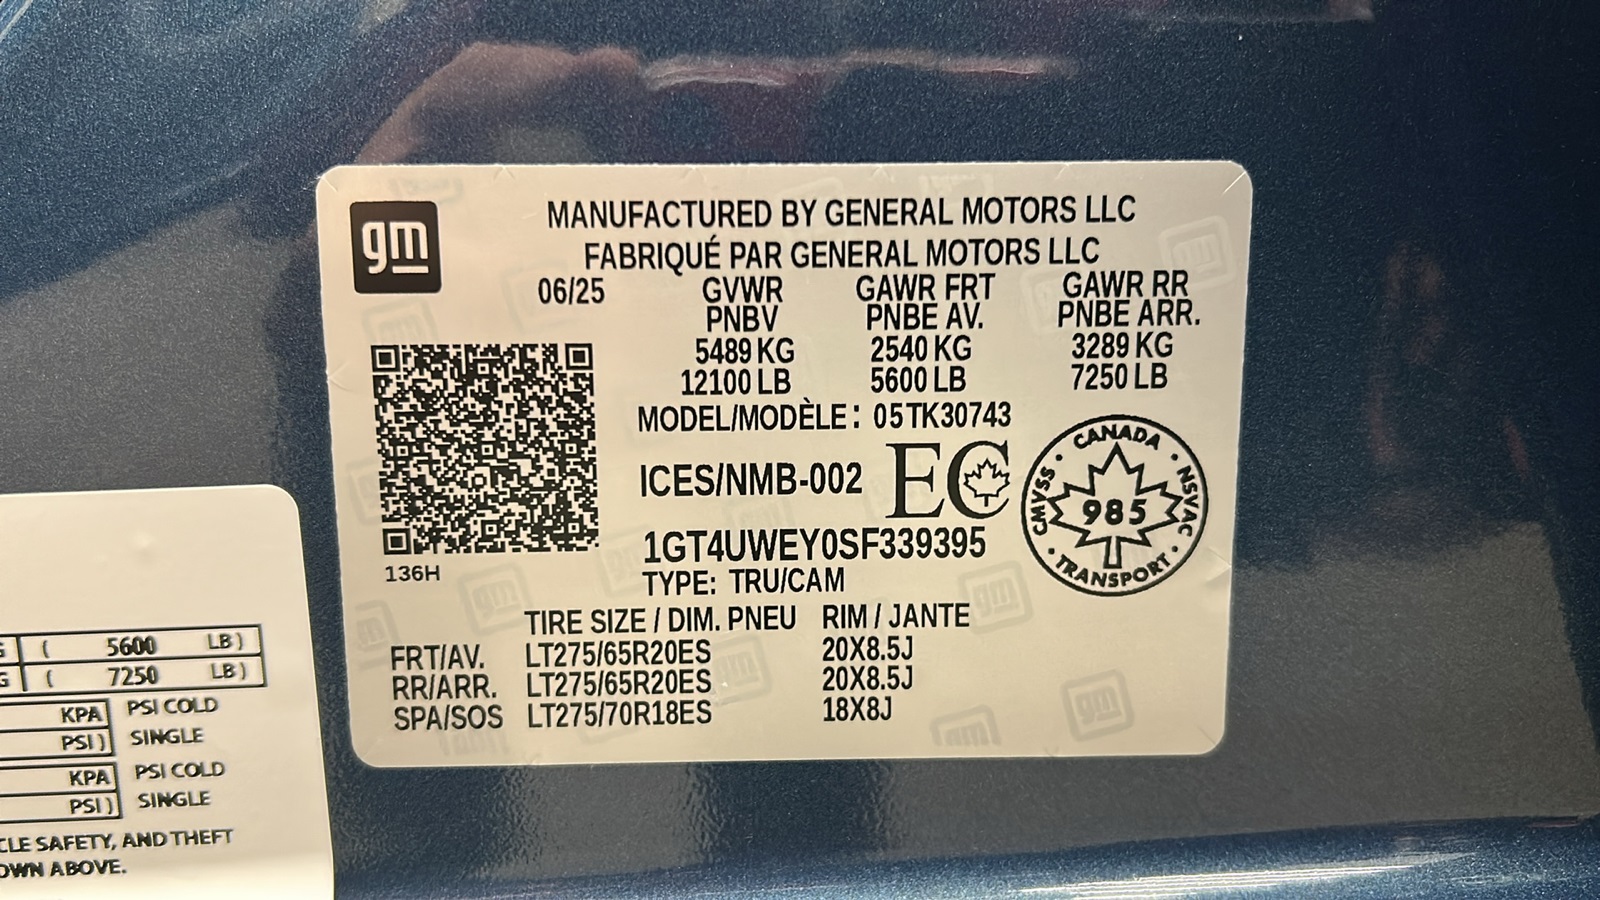 gm
MANUFACTURED BY GENERAL MOTORS LLC
FABRIQUÉ PAR GENERAL MOTORS LLC
06/25 GVWR GAWR FRT GAWR RR
PNBV PNBE AV. PNBE ARR.
5489 KG 2540 KG 3289 KG
12100 LB 5600 LB 7250 LB
MODEL/MODÈLE: 05TK30743
ICES/NMB-002 EC
CANADA
CMVSS 985 NSVAC
TRANSPORT
1GT4UWEY0SF339395
136H
TYPE: TRU/CAM
TIRE SIZE / DIM. PNEU RIM / JANTE
FRT/AV. LT275/65R20ES 20X8.5J
RR/ARR. LT275/65R20ES 20X8.5J
SPA/SOS LT275/70R18ES 18X8J
G ( 5600 LB)
G ( 7250 LB)
KPA PSI COLD
PSI) SINGLE
KPA PSI COLD
PSI) SINGLE
CLE SAFETY, AND THEFT
OWN ABOVE.